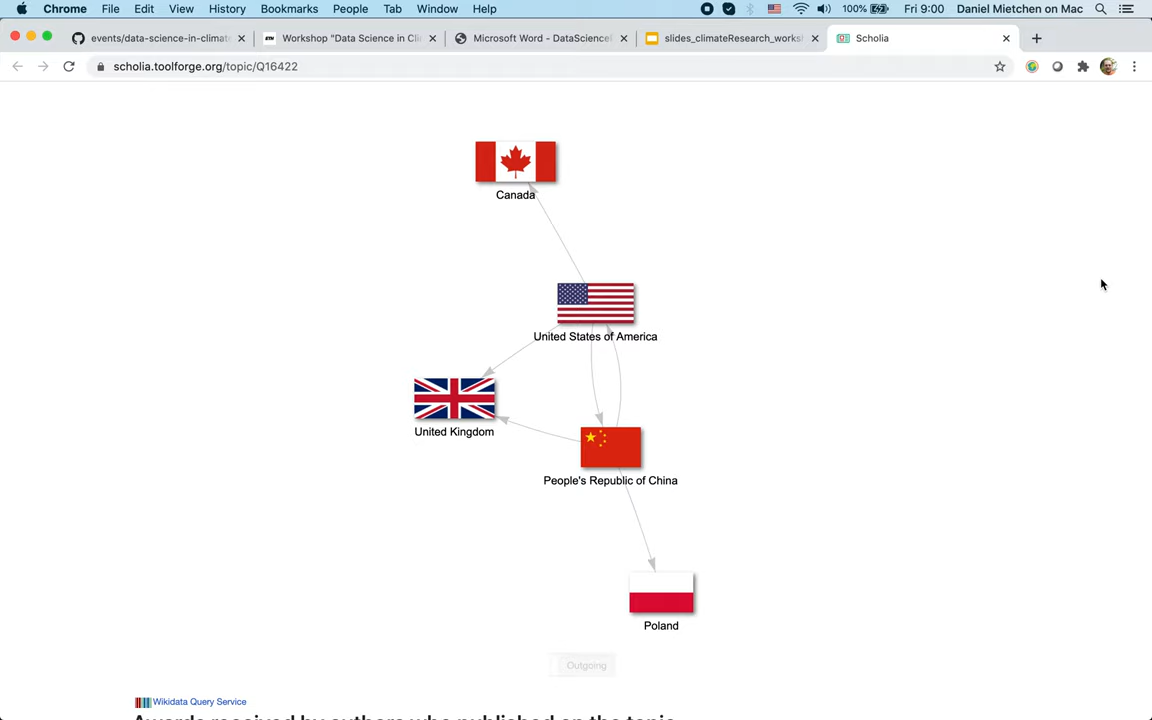 Chrome File Edit View History Bookmarks People Tab Window Help 100% Fri 9:00 Daniel Mietchen on Mac
events/data-science-in-climat Workshop "Data Science in Cli Microsoft Word - DataScience slides_climateResearch_works Scholia
scholia.toolforge.org/topic/Q16422
Canada
United States of America
United Kingdom
People's Republic of China
Poland
Outgoing
Wikidata Query Service
Awards received by authors who published on the topic